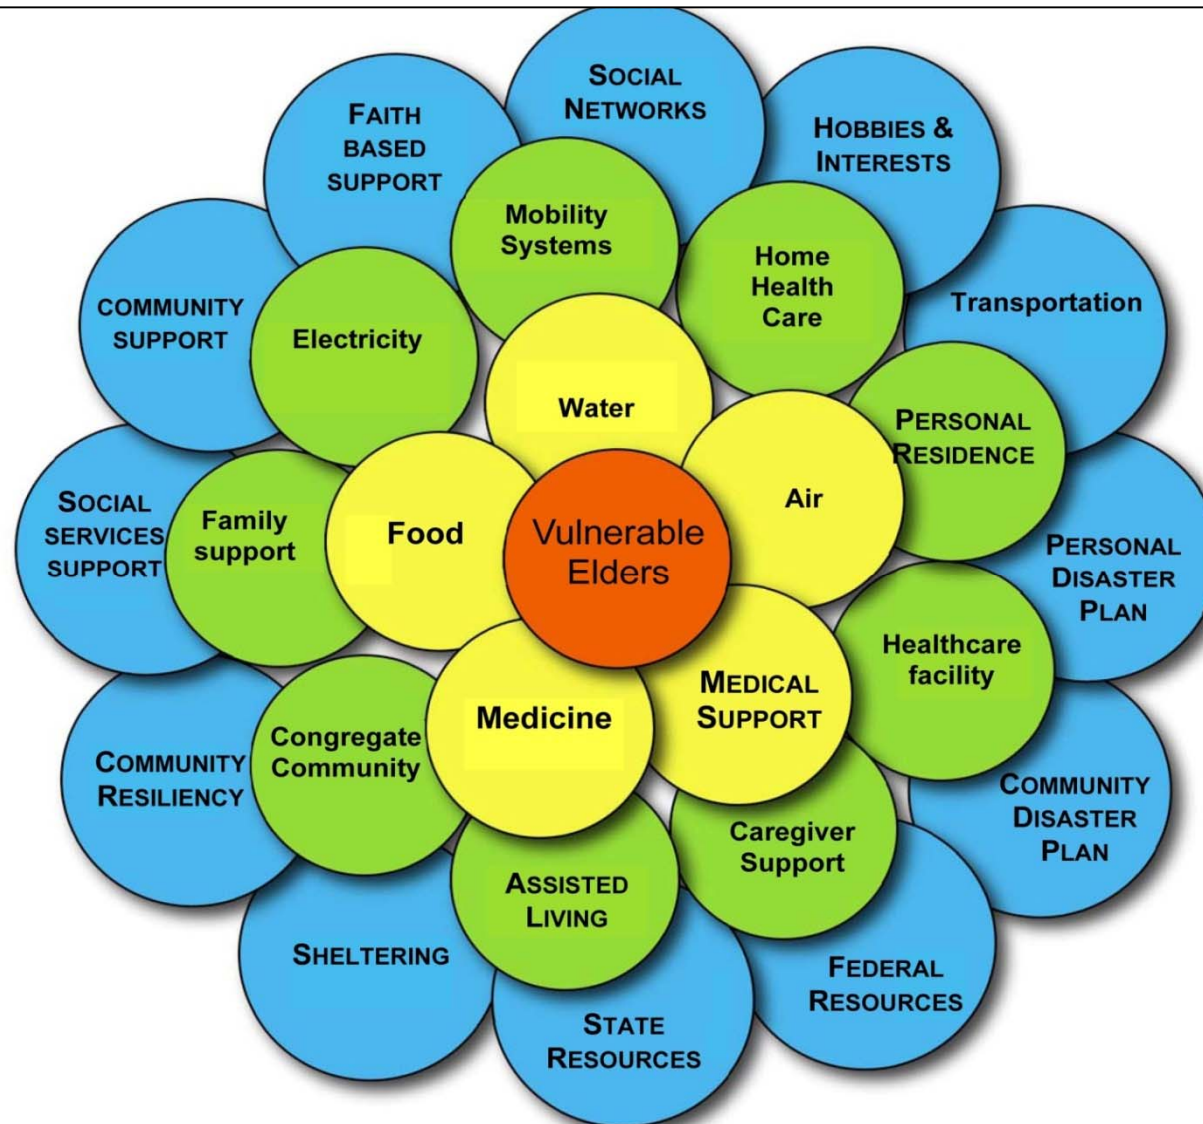 SOCIAL
NETWORKS
FAITH
BASED
SUPPORT
HOBBIES &
INTERESTS
Mobility
Systems
Home
Health
Care
Transportation
COMMUNITY
SUPPORT
Electricity
Water
PERSONAL
RESIDENCE
Air
SOCIAL
SERVICES
SUPPORT
Family
support
Food
Vulnerable
Elders
PERSONAL
DISASTER
PLAN
Healthcare
facility
MEDICAL
SUPPORT
Medicine
Congregate
Community
COMMUNITY
RESILIENCY
COMMUNITY
DISASTER
PLAN
Caregiver
Support
ASSISTED
LIVING
SHELTERING
FEDERAL
RESOURCES
STATE
RESOURCES